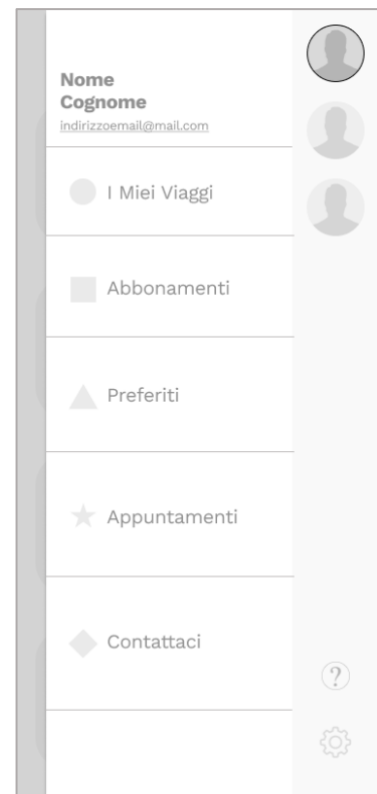 Nome
Cognome
indirizzoemail@mail.com
I Miei Viaggi
Abbonamenti
Preferiti
Appuntamenti
Contattaci
?